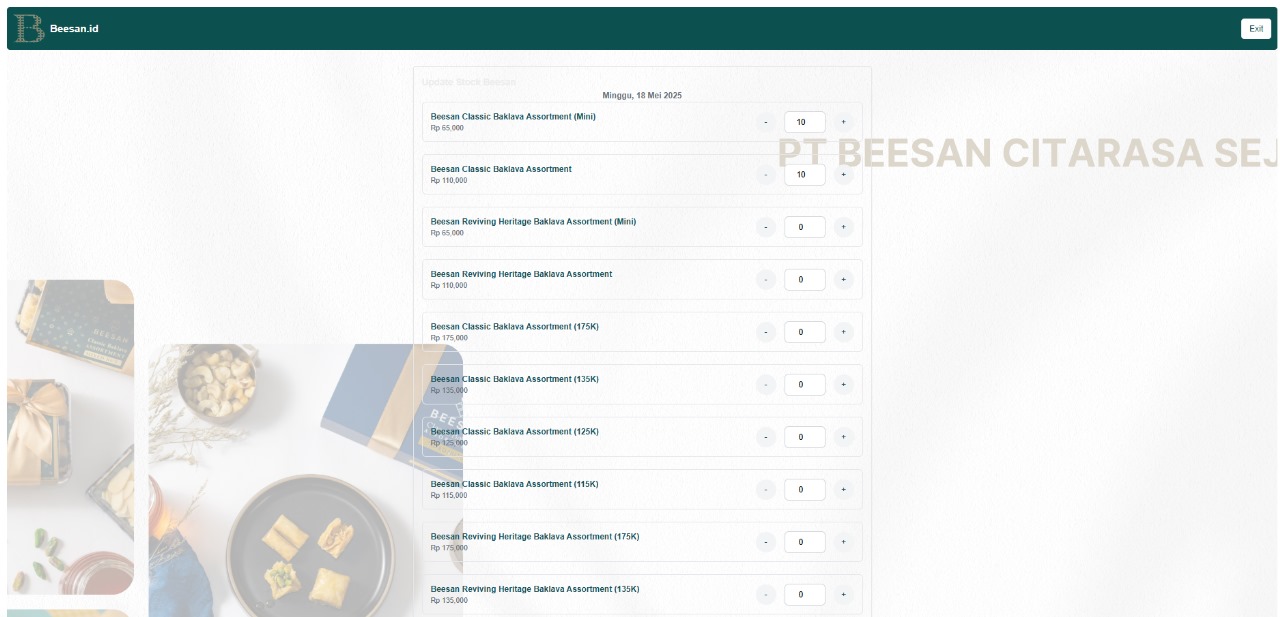 Beesan.id
Exit
Update Stock Beesan
Minggu, 18 Mei 2025
Beesan Classic Baklava Assortment (Mini)
Rp 65,000
- 10 +
PT BEESAN CITARASA SEJ
Beesan Classic Baklava Assortment
Rp 110,000
- 10 +
Beesan Reviving Heritage Baklava Assortment (Mini)
Rp 65,000
- 0 +
Beesan Reviving Heritage Baklava Assortment
Rp 110,000
- 0 +
Beesan Classic Baklava Assortment (175K)
Rp 175,000
- 0 +
Beesan Classic Baklava Assortment (135K)
Rp 135,000
- 0 +
Beesan Classic Baklava Assortment (125K)
Rp 125,000
- 0 +
Beesan Classic Baklava Assortment (115K)
Rp 115,000
- 0 +
Beesan Reviving Heritage Baklava Assortment (175K)
Rp 175,000
- 0 +
Beesan Reviving Heritage Baklava Assortment (135K)
Rp 135,000
- 0 +
BEESAN
Classic Baklava
ASSORTMENT
BEES